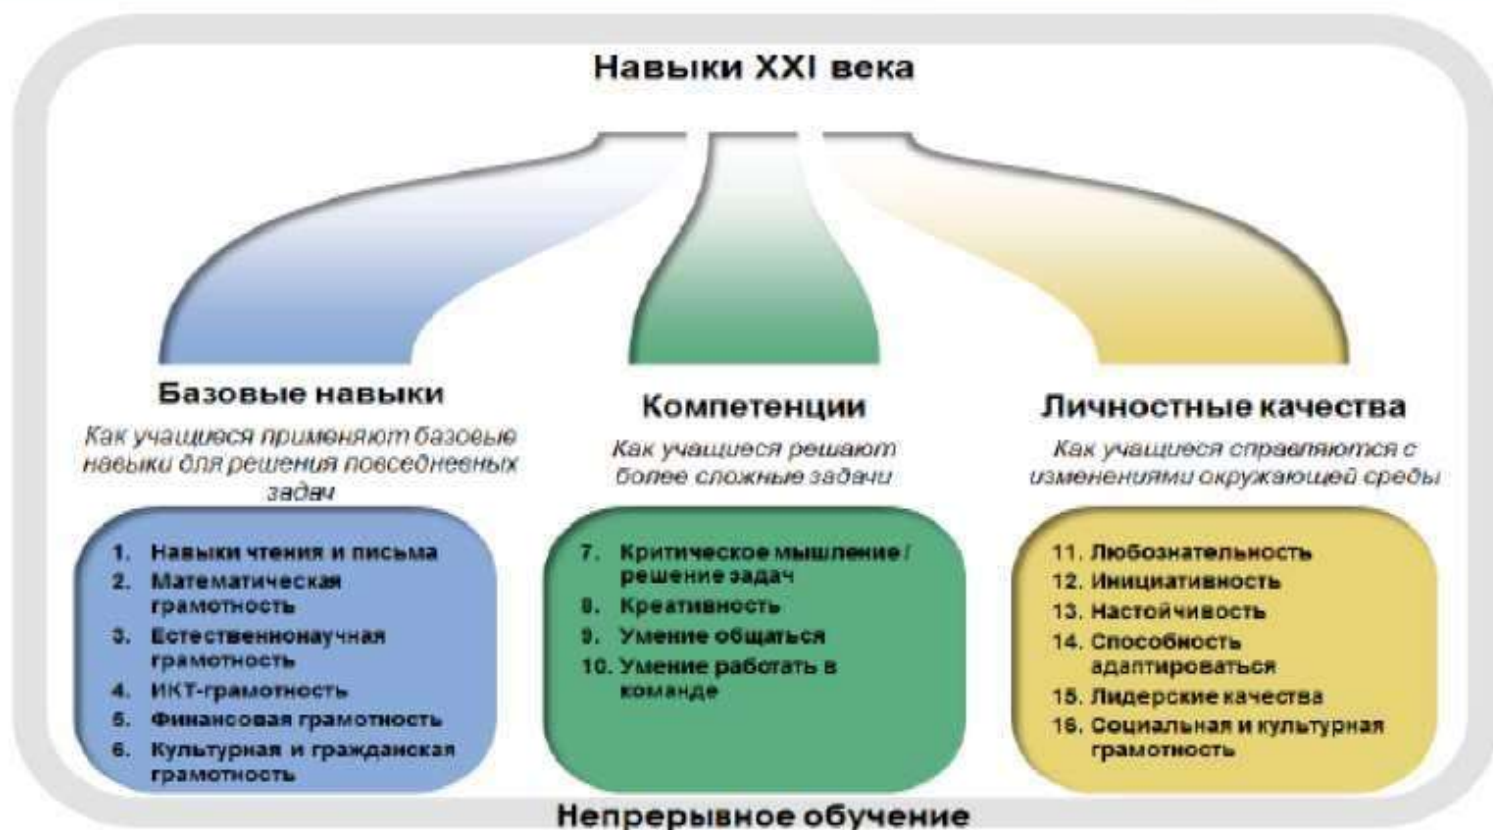 Навыки XXI века
Базовые навыки
Как учащиеся применяют базовые
навыки для решения повседневных
задач
1. Навыки чтения и письма
2. Математическая
грамотность
3. Естественнонаучная
грамотность
4. ИКТ-грамотность
5. Финансовая грамотность
6. Культурная и гражданская
грамотность
Компетенции
Как учащиеся решают
более сложные задачи
7. Критическое мышление /
решение задач
8. Креативность
9. Умение общаться
10. Умение работать в
команде
Личностные качества
Как учащиеся справляются с
изменениями окружающей среды
11. Любознательность
12. Инициативность
13. Настойчивость
14. Способность
адаптироваться
15. Лидерские качества
16. Социальная и культурная
грамотность
Непрерывное обучение